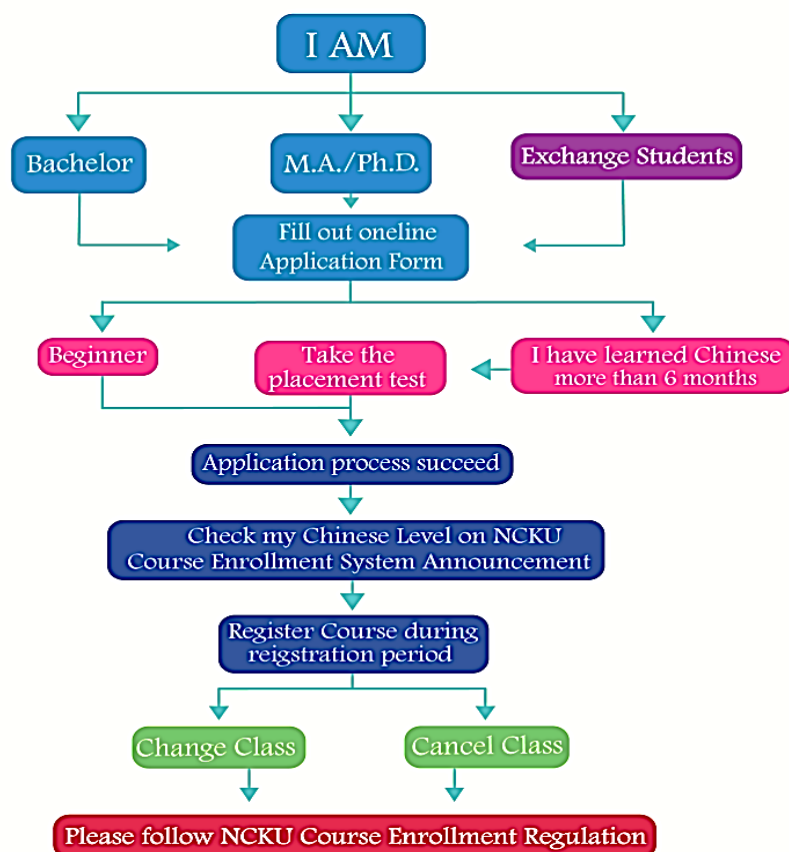 I AM
Bachelor
M.A./Ph.D.
Exchange Students
Fill out oneline
Application Form
Beginner
Take the
placement test
I have learned Chinese
more than 6 months
Application process succeed
Check my Chinese Level on NCKU
Course Enrollment System Announcement
Register Course during
reigstration period
Change Class
Cancel Class
Please follow NCKU Course Enrollment Regulation